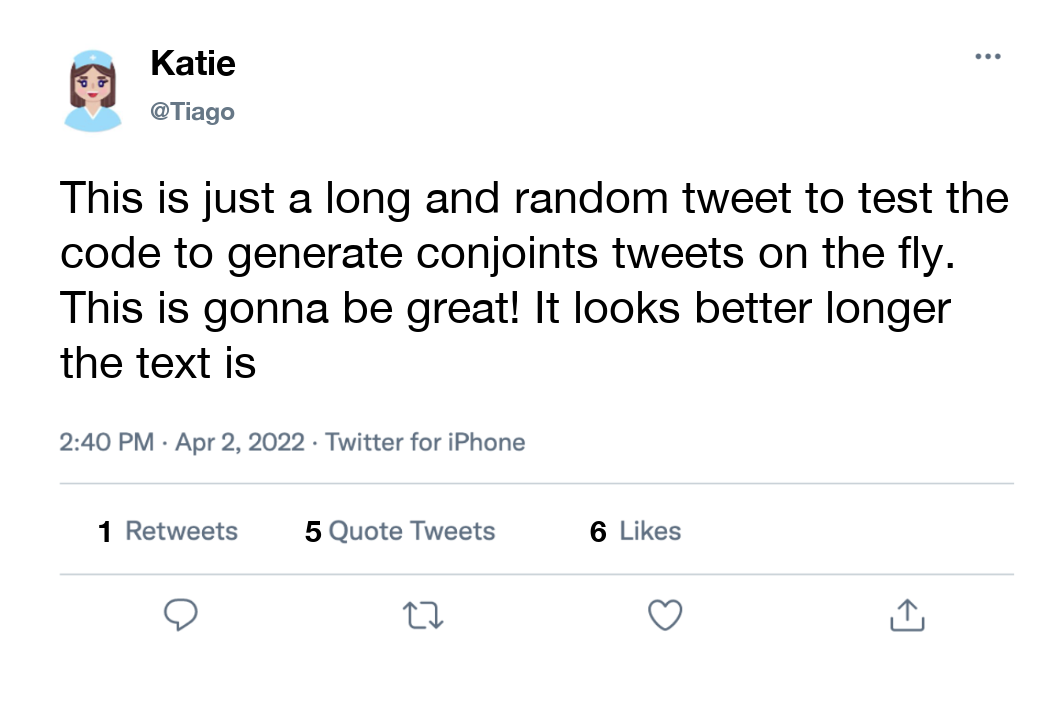 Katie
@Tiago
This is just a long and random tweet to test the
code to generate conjoints tweets on the fly.
This is gonna be great! It looks better longer
the text is
2:40 PM · Apr 2, 2022 · Twitter for iPhone
1 Retweets 5 Quote Tweets 6 Likes